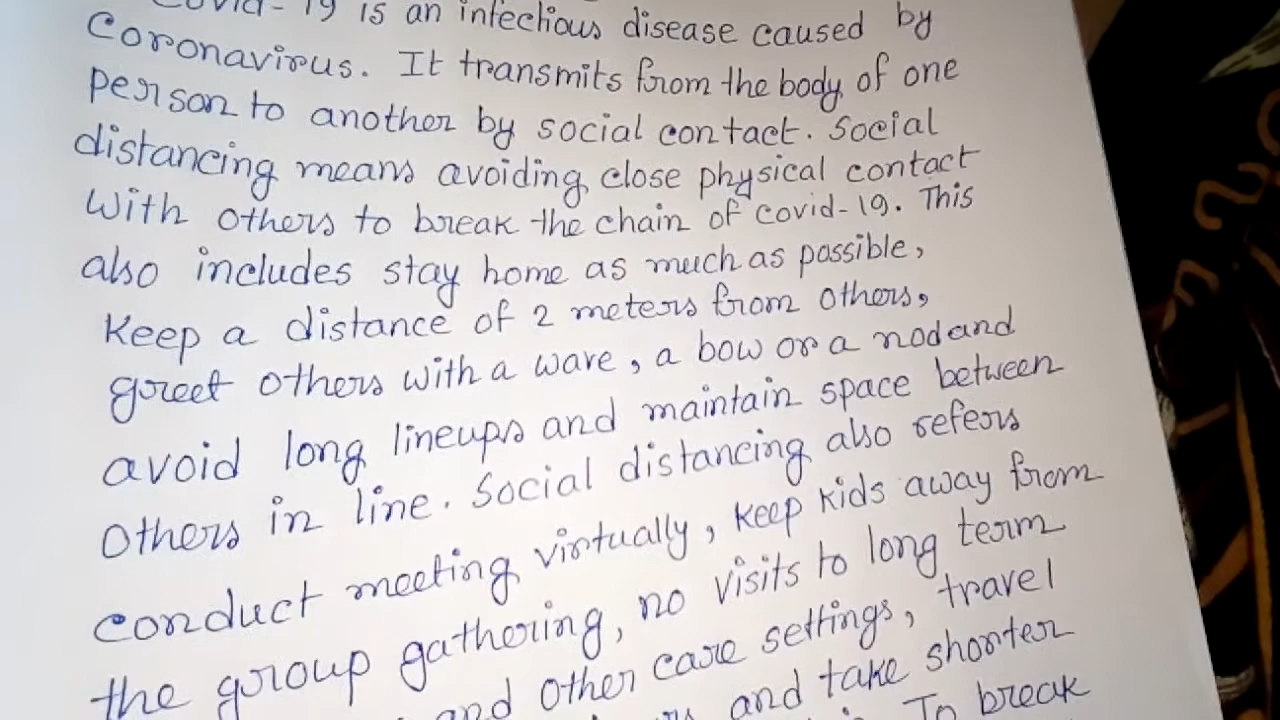 Covid-19 is an infectious disease caused by
Coronavirus. It transmits from the body of one
person to another by social contact. Social
distancing means avoiding close physical contact
With others to break the chain of covid-19. This
also includes stay home as much as possible,
Keep a distance of 2 meters from others,
greet others with a wave, a bow or a nod and
avoid long lineups and maintain space between
Others in line. Social distancing also refers
Conduct meeting virtually, keep kids away from
the group gathering, no visits to long term
and other care settings, travel
and take shorter
To break